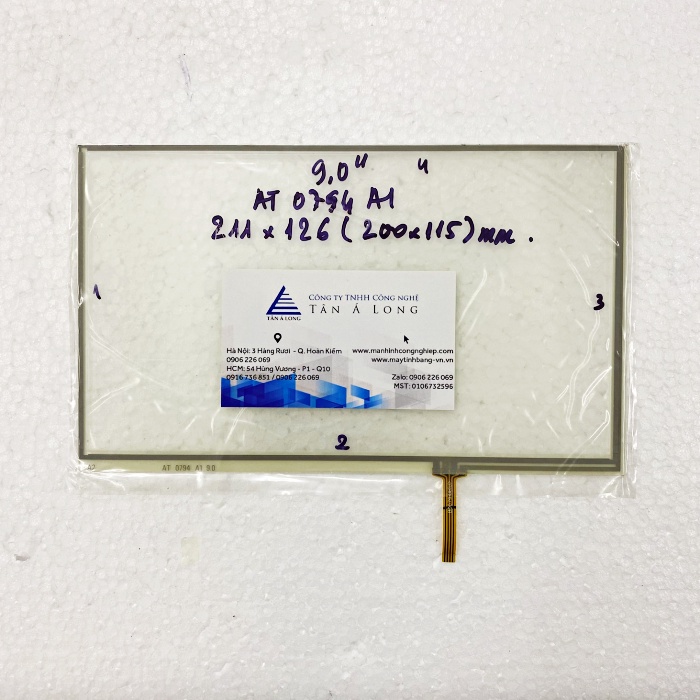 9,0" "
AT 0794 A1
211 x 126 ( 200x115) mm .
1
3
TÂN Á LONG
CÔNG TY TNHH CÔNG NGHỆ
TÂN Á LONG
Hà Nội: 3 Hàng Rươi - Q. Hoàn Kiếm
0906 226 069
HCM: 54 Hùng Vương - P1 - Q10
0916 736 851 / 0906 226 069
www.manhinhcongnghiep.com
www.maytinhbang-vn.vn
Zalo: 0906 226 069
MST: 0106732596
2
A2
AT 0794 A1 9.0